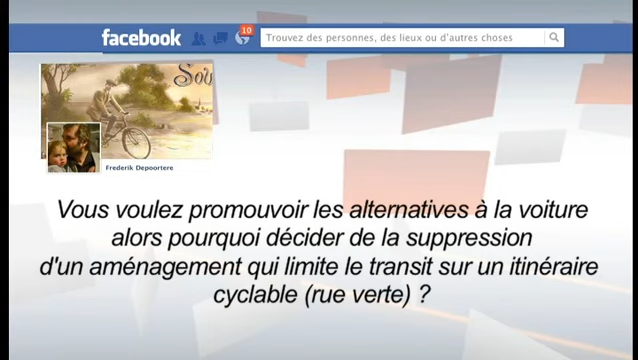 facebook
10
Trouvez des personnes, des lieux ou d'autres choses
Sou
Frederik Depoortere
Vous voulez promouvoir les alternatives à la voiture
alors pourquoi décider de la suppression
d'un aménagement qui limite le transit sur un itinéraire
cyclable (rue verte) ?